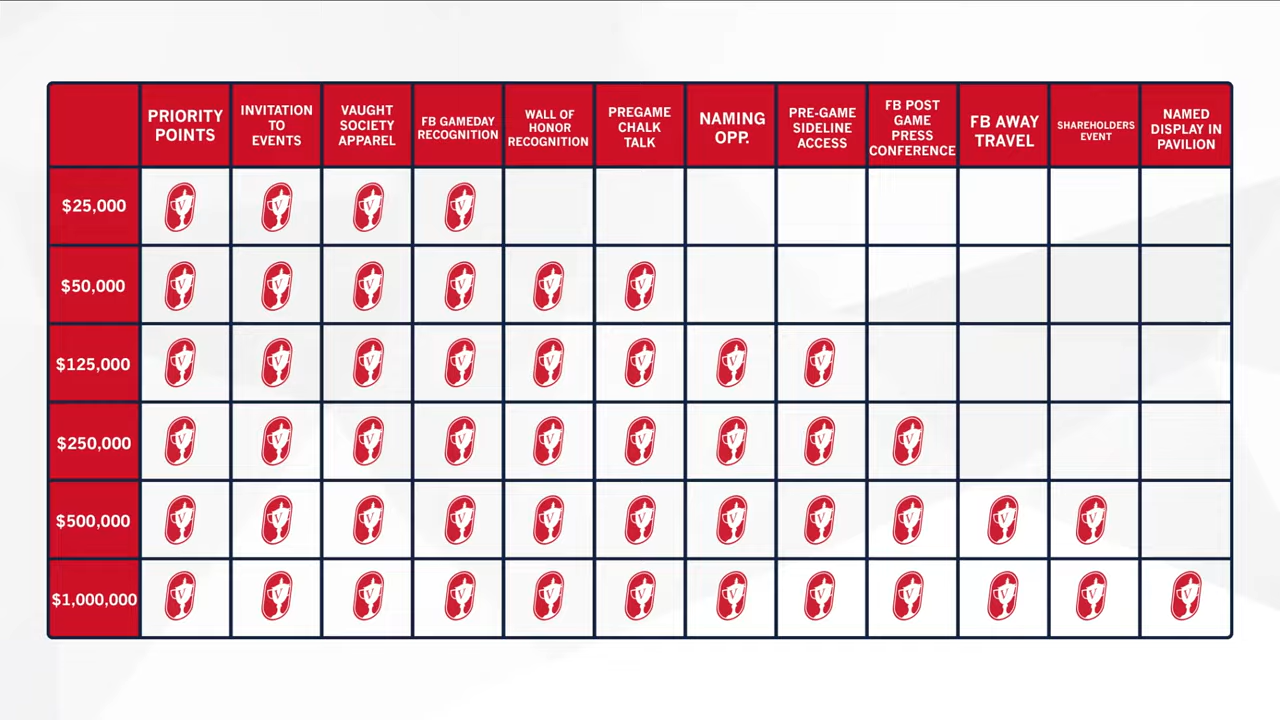 PRIORITY
POINTS
INVITATION
TO
EVENTS
VAUGHT
SOCIETY
APPAREL
FB GAMEDAY
RECOGNITION
WALL OF
HONOR
RECOGNITION
PREGAME
CHALK
TALK
NAMING
OPP.
PRE-GAME
SIDELINE
ACCESS
FB POST
GAME
PRESS
CONFERENCE
FB AWAY
TRAVEL
SHAREHOLDERS
EVENT
NAMED
DISPLAY IN
PAVILION
$25,000
V V V V
$50,000
V V V V V V
$125,000
V V V V V V V V
$250,000
V V V V V V V V V
$500,000
V V V V V V V V V V V
$1,000,000
V V V V V V V V V V V V